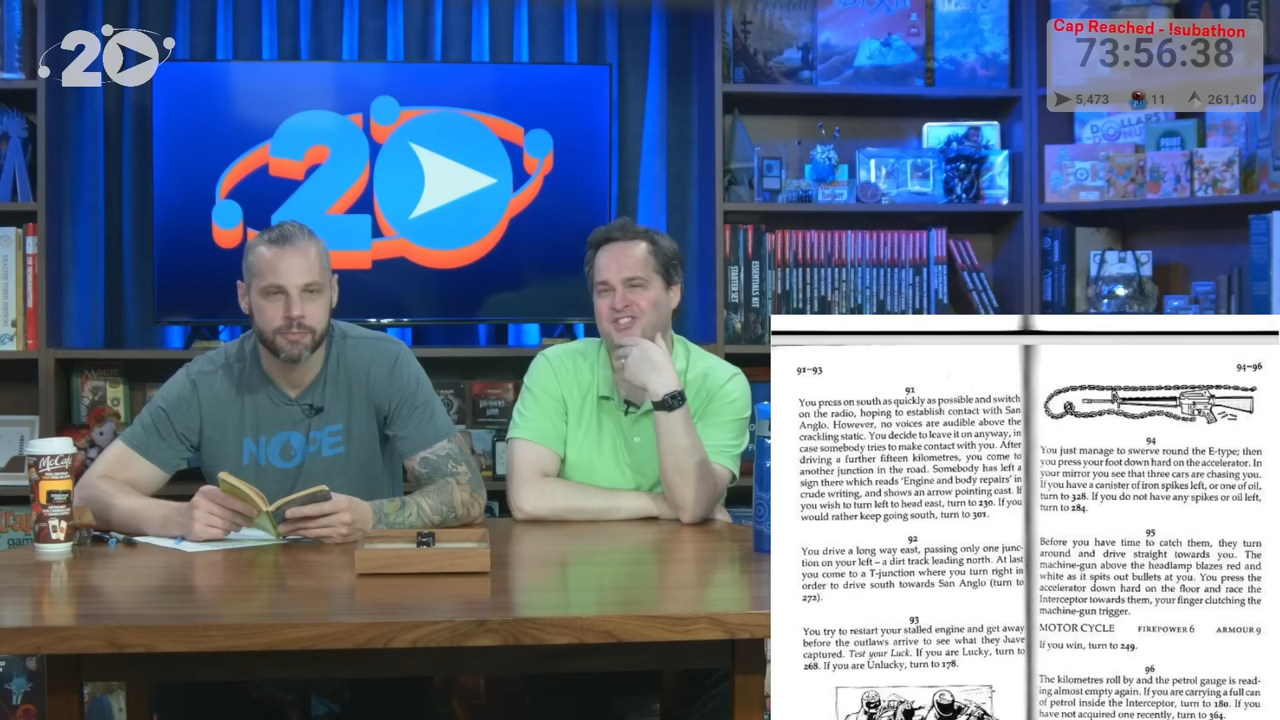 20
Cap Reached - !subathon
73:56:38
5,473
11
261,140
20
NOPE
McCafé
MAGIC
STARTER SET
ESSENTIALS KIT
DOLLARS
91-93
91
You press on south as quickly as possible and switch
on the radio, hoping to establish contact with San
Anglo. However, no voices are audible above the
crackling static. You decide to leave it on anyway, in
case somebody tries to make contact with you. After
driving a further fifteen kilometres, you come to
another junction in the road. Somebody has left a
sign there which reads 'Engine and body repairs' in
crude writing, and shows an arrow pointing east. If
you wish to turn left to head east, turn to 230. If you
would rather keep going south, turn to 301.
92
You drive a long way east, passing only one junc-
tion on your left – a dirt track leading north. At last
you come to a T-junction where you turn right in
order to drive south towards San Anglo (turn to
272).
93
You try to restart your stalled engine and get away
before the outlaws arrive to see what they have
captured. Test your Luck. If you are Lucky, turn to
268. If you are Unlucky, turn to 178.
94-96
94
You just manage to swerve round the E-type; then
you press your foot down hard on the accelerator. In
your mirror you see that three cars are chasing you.
If you have a canister of iron spikes left, or one of oil,
turn to 328. If you do not have any spikes or oil left,
turn to 284.
95
Before you have time to catch them, they turn
around and drive straight towards you. The
machine-gun above the headlamp blazes red and
white as it spits out bullets at you. You press the
accelerator down hard on the floor and race the
Interceptor towards them, your finger clutching the
machine-gun trigger.
MOTOR CYCLE FIREPOWER 6 ARMOUR 9
If you win, turn to 249.
96
The kilometres roll by and the petrol gauge is read-
ing almost empty again. If you are carrying a full can
of petrol inside the Interceptor, turn to 180. If you
have not acquired one recently, turn to 364.